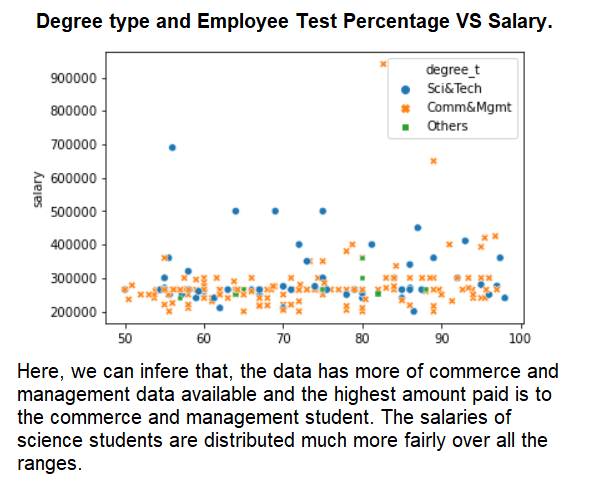 Degree type and Employee Test Percentage VS Salary.
degree_t
Sci&Tech
Comm&Mgmt
Others
salary
900000
800000
700000
600000
500000
400000
300000
200000
50 60 70 80 90 100
Here, we can infere that, the data has more of commerce and
management data available and the highest amount paid is to
the commerce and management student. The salaries of
science students are distributed much more fairly over all the
ranges.